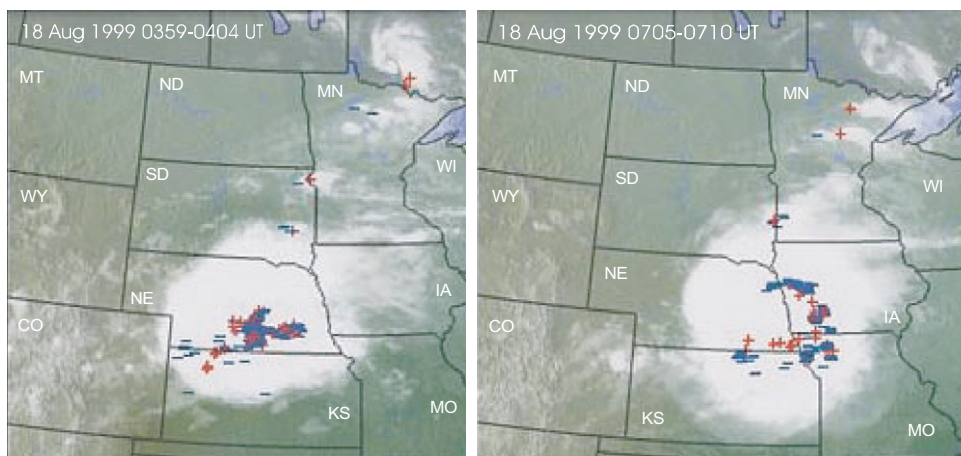 18 Aug 1999 0359-0404 UT
MT
ND
MN
SD
WI
WY
NE
IA
CO
KS
MO
18 Aug 1999 0705-0710 UT
MT
ND
MN
SD
WI
WY
NE
IA
CO
KS
MO